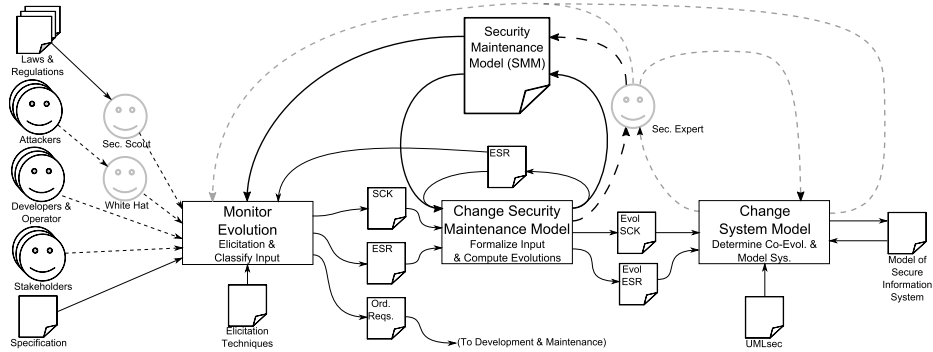 Laws &
Regulations
Attackers
Developers &
Operator
Stakeholders
Specification
Sec. Scout
White Hat
Monitor
Evolution
Elicitation &
Classify Input
Elicitation
Techniques
SCK
ESR
Ord.
Reqs.
(To Development & Maintenance)
Security
Maintenance
Model (SMM)
ESR
Change Security
Maintenance Model
Formalize Input
& Compute Evolutions
Sec. Expert
Evol
SCK
Evol
ESR
Change
System Model
Determine Co-Evol. &
Model Sys.
UMLsec
Model of
Secure
Information
System